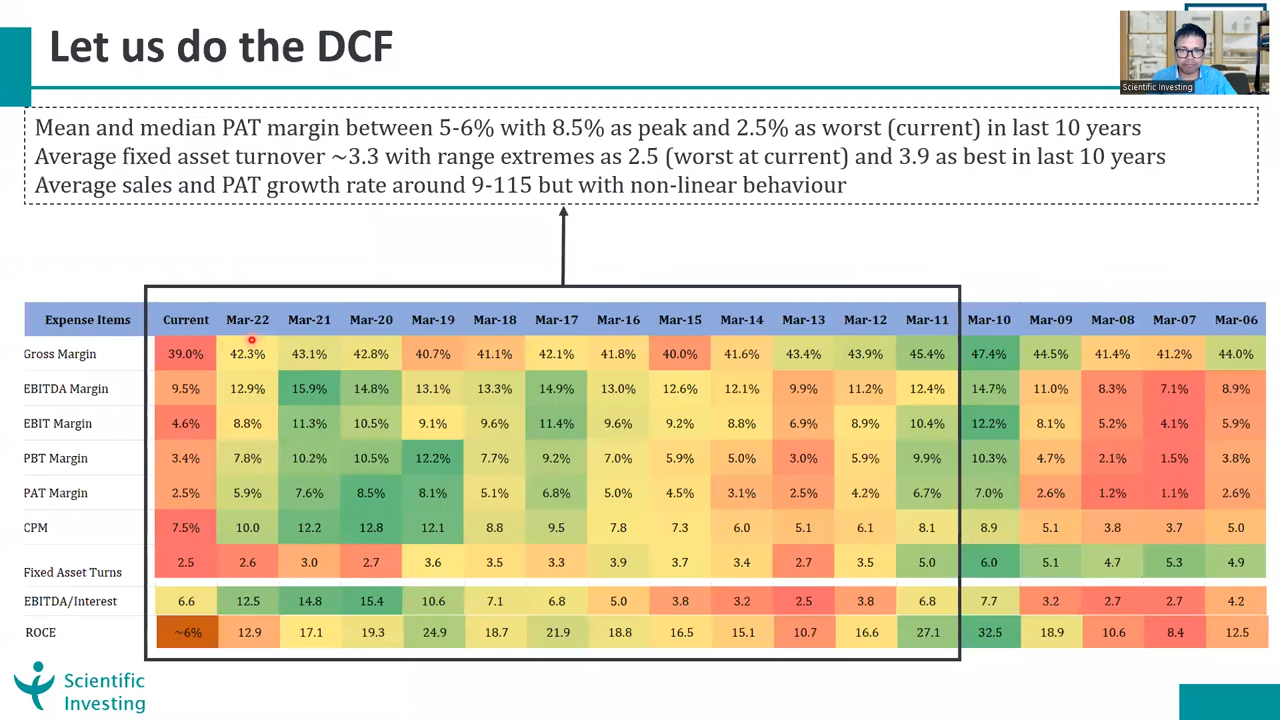 Let us do the DCF
Scientific Investing
Mean and median PAT margin between 5-6% with 8.5% as peak and 2.5% as worst (current) in last 10 years
Average fixed asset turnover ~3.3 with range extremes as 2.5 (worst at current) and 3.9 as best in last 10 years
Average sales and PAT growth rate around 9-115 but with non-linear behaviour
Expense Items Current Mar-22 Mar-21 Mar-20 Mar-19 Mar-18 Mar-17 Mar-16 Mar-15 Mar-14 Mar-13 Mar-12 Mar-11 Mar-10 Mar-09 Mar-08 Mar-07 Mar-06
Gross Margin 39.0% 42.3% 43.1% 42.8% 40.7% 41.1% 42.1% 41.8% 40.0% 41.6% 43.4% 43.9% 45.4% 47.4% 44.5% 41.4% 41.2% 44.0%
EBITDA Margin 9.5% 12.9% 15.9% 14.8% 13.1% 13.3% 14.9% 13.0% 12.6% 12.1% 9.9% 11.2% 12.4% 14.7% 11.0% 8.3% 7.1% 8.9%
EBIT Margin 4.6% 8.8% 11.3% 10.5% 9.1% 9.6% 11.4% 9.6% 9.2% 8.8% 6.9% 8.9% 10.4% 12.2% 8.1% 5.2% 4.1% 5.9%
PBT Margin 3.4% 7.8% 10.2% 10.5% 12.2% 7.7% 9.2% 7.0% 5.9% 5.0% 3.0% 5.9% 9.9% 10.3% 4.7% 2.1% 1.5% 3.8%
PAT Margin 2.5% 5.9% 7.6% 8.5% 8.1% 5.1% 6.8% 5.0% 4.5% 3.1% 2.5% 4.2% 6.7% 7.0% 2.6% 1.2% 1.1% 2.6%
CPM 7.5% 10.0 12.2 12.8 12.1 8.8 9.5 7.8 7.3 6.0 5.1 6.1 8.1 8.9 5.1 3.8 3.7 5.0
Fixed Asset Turns 2.5 2.6 3.0 2.7 3.6 3.5 3.3 3.9 3.7 3.4 2.7 3.5 5.0 6.0 5.1 4.7 5.3 4.9
EBITDA/Interest 6.6 12.5 14.8 15.4 10.6 7.1 6.8 5.0 3.8 3.2 2.5 3.8 6.8 7.7 3.2 2.7 2.7 4.2
ROCE ~6% 12.9 17.1 19.3 24.9 18.7 21.9 18.8 16.5 15.1 10.7 16.6 27.1 32.5 18.9 10.6 8.4 12.5
Scientific
Investing